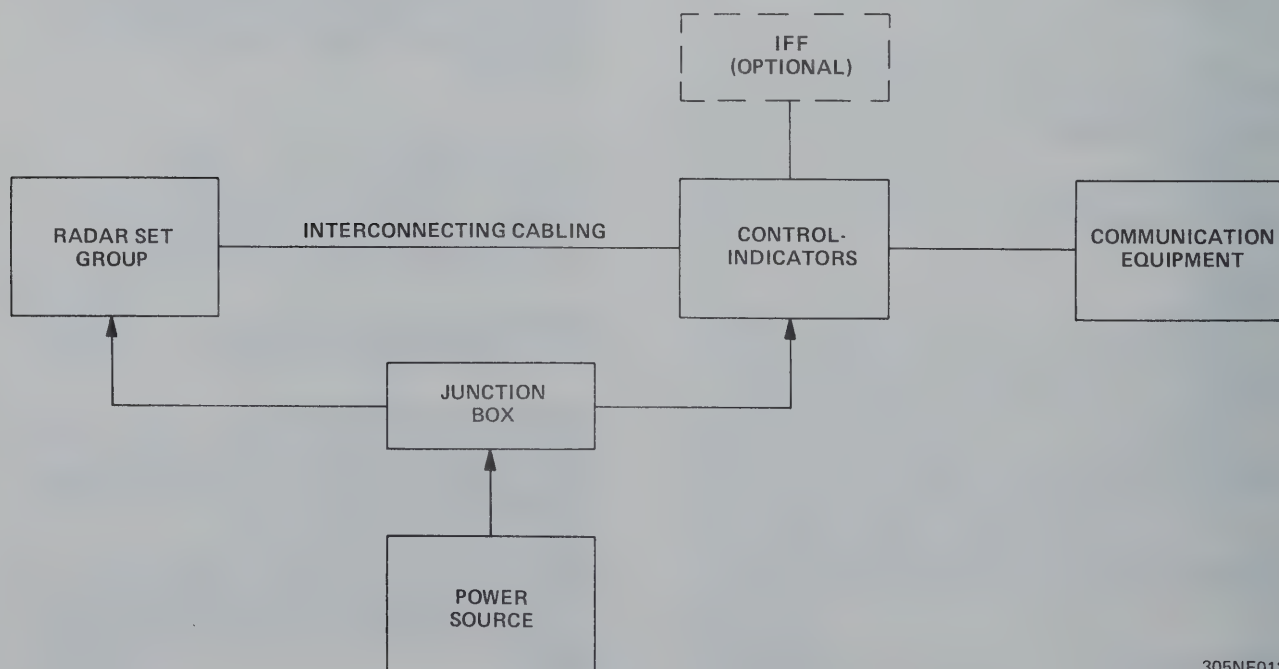 IFF
(OPTIONAL)
RADAR SET
GROUP
INTERCONNECTING CABLING
CONTROL-
INDICATORS
COMMUNICATION
EQUIPMENT
JUNCTION
BOX
POWER
SOURCE